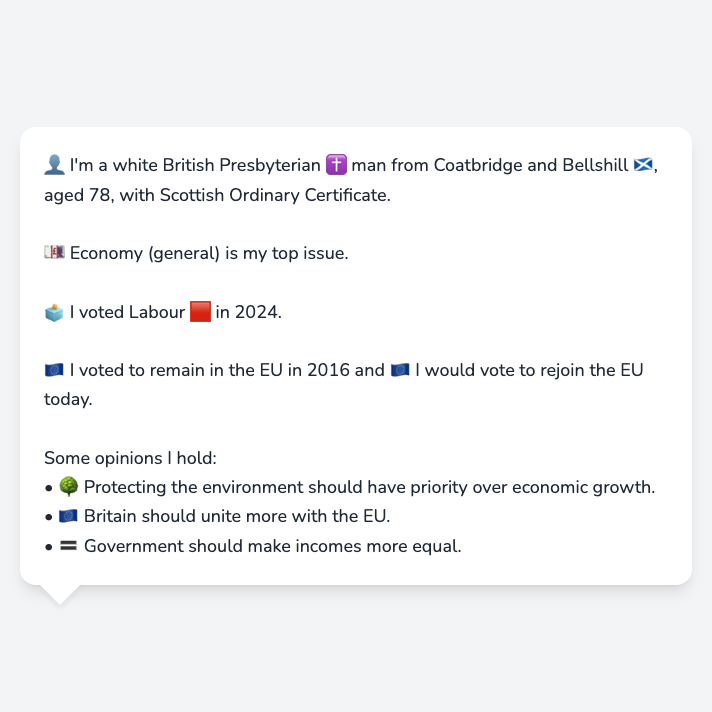 👤 I'm a white British Presbyterian ✝️ man from Coatbridge and Bellshill 🏴󠁧󠁢󠁳󠁣󠁴󠁿,
aged 78, with Scottish Ordinary Certificate.
💷 Economy (general) is my top issue.
🗳️ I voted Labour 🟥 in 2024.
🇪🇺 I voted to remain in the EU in 2016 and 🇪🇺 I would vote to rejoin the EU
today.
Some opinions I hold:
• 🌳 Protecting the environment should have priority over economic growth.
• 🇪🇺 Britain should unite more with the EU.
• 🟰 Government should make incomes more equal.